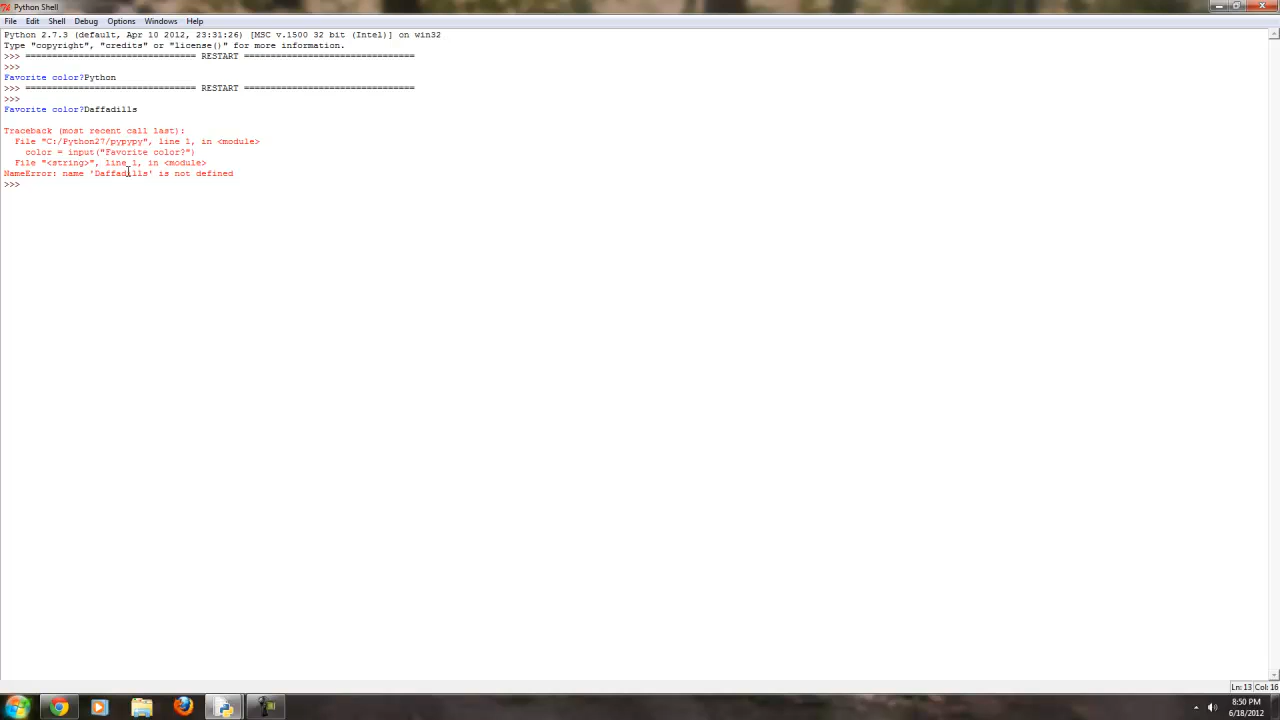 Python Shell
File Edit Shell Debug Options Windows Help
Python 2.7.3 (default, Apr 10 2012, 23:31:26) [MSC v.1500 32 bit (Intel)] on win32
Type "copyright", "credits" or "license()" for more information.
>>> ================================ RESTART ================================
>>>
Favorite color?Python
>>> ================================ RESTART ================================
>>>
Favorite color?Daffadills
Traceback (most recent call last):
  File "C:/Python27/pypypy", line 1, in <module>
    color = input("Favorite color?")
  File "<string>", line 1, in <module>
NameError: name 'Daffadills' is not defined
>>>
Ln: 13 Col: 16
8:50 PM
6/18/2012